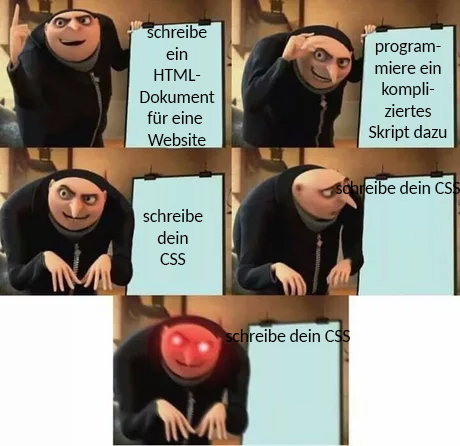 schreibe
ein
HTML-
Dokument
für eine
Website
program-
miere ein
kompli-
ziertes
Skript dazu
schreibe
dein
CSS
schreibe dein CSS
schreibe dein CSS